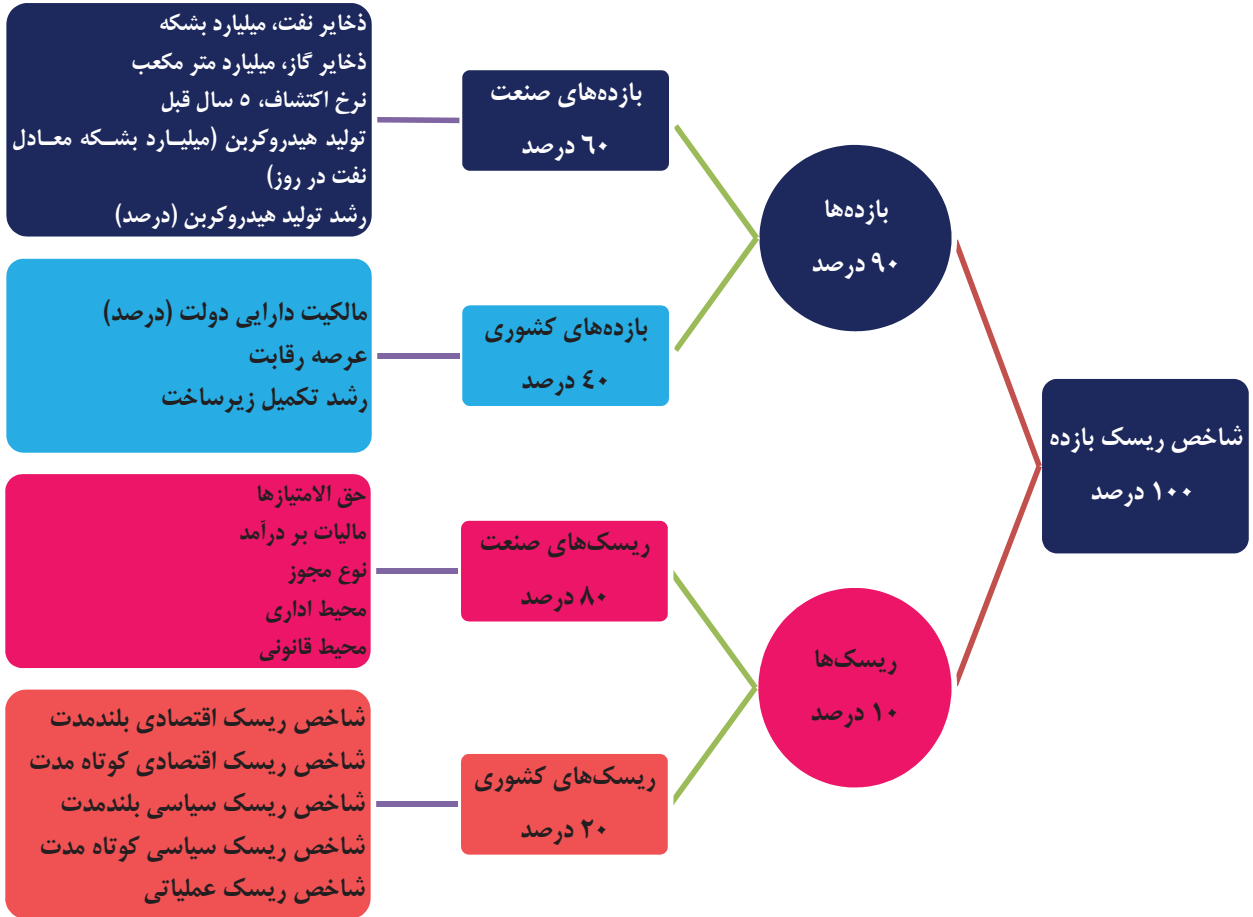 شاخص ریسک بازده
۱۰۰ درصد
بازده‌ها
۹۰ درصد
بازده‌های صنعت
٦۰ درصد
ذخایر نفت، میلیارد بشکه
ذخایر گاز، میلیارد متر مکعب
نرخ اکتشاف، ٥ سال قبل
تولید هیدروکربن (میلیـارد بشـکه معـادل
نفت در روز)
رشد تولید هیدروکربن (درصد)
بازده‌های کشوری
٤۰ درصد
مالکیت دارایی دولت (درصد)
عرصه رقابت
رشد تکمیل زیرساخت
ریسک‌ها
۱۰ درصد
ریسک‌های صنعت
۸۰ درصد
حق الامتیازها
مالیات بر درآمد
نوع مجوز
محیط اداری
محیط قانونی
ریسک‌های کشوری
۲۰ درصد
شاخص ریسک اقتصادی بلندمدت
شاخص ریسک اقتصادی کوتاه مدت
شاخص ریسک سیاسی بلندمدت
شاخص ریسک سیاسی کوتاه مدت
شاخص ریسک عملیاتی